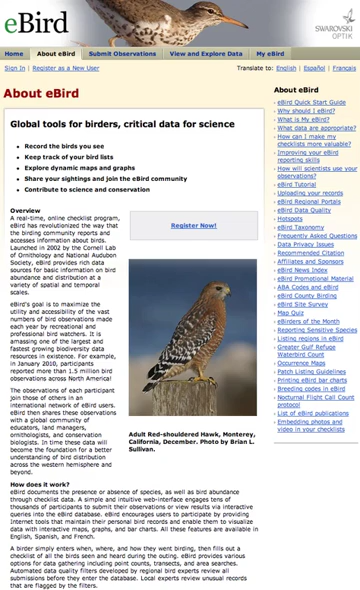 eBird
SWAROVSKI
OPTIK
Home
About eBird
Submit Observations
View and Explore Data
My eBird
Sign In | Register as a New User
Translate to: English | Español | Français
About eBird
Global tools for birders, critical data for science
• Record the birds you see
• Keep track of your bird lists
• Explore dynamic maps and graphs
• Share your sightings and join the eBird community
• Contribute to science and conservation
Overview
A real-time, online checklist program,
eBird has revolutionized the way that
the birding community reports and
accesses information about birds.
Launched in 2002 by the Cornell Lab
of Ornithology and National Audubon
Society, eBird provides rich data
sources for basic information on bird
abundance and distribution at a
variety of spatial and temporal
scales.
eBird's goal is to maximize the
utility and accessibility of the vast
numbers of bird observations made
each year by recreational and
professional bird watchers. It is
amassing one of the largest and
fastest growing biodiversity data
resources in existence. For example,
in January 2010, participants
reported more than 1.5 million bird
observations across North America!
The observations of each participant
join those of others in an
international network of eBird users.
eBird then shares these observations
with a global community of
educators, land managers,
ornithologists, and conservation
biologists. In time these data will
become the foundation for a better
understanding of bird distribution
across the western hemisphere and
beyond.
Register Now!
Adult Red-shouldered Hawk, Monterey,
California, December. Photo by Brian L.
Sullivan.
How does it work?
eBird documents the presence or absence of species, as well as bird abundance
through checklist data. A simple and intuitive web-interface engages tens of
thousands of participants to submit their observations or view results via interactive
queries into the eBird database. eBird encourages users to participate by providing
Internet tools that maintain their personal bird records and enable them to visualize
data with interactive maps, graphs, and bar charts. All these features are available in
English, Spanish, and French.
A birder simply enters when, where, and how they went birding, then fills out a
checklist of all the birds seen and heard during the outing. eBird provides various
options for data gathering including point counts, transects, and area searches.
Automated data quality filters developed by regional bird experts review all
submissions before they enter the database. Local experts review unusual records
that are flagged by the filters.
About eBird
eBird Quick Start Guide
Why should I eBird?
What is My eBird?
What data are appropriate?
How can I make my
checklists more valuable?
Improving your eBird
reporting skills
How will scientists use your
observations?
eBird Tutorial
Uploading your records
eBird Regional Portals
eBird Data Quality
Hotspots
eBird Taxonomy
Frequently Asked Questions
Data Privacy Issues
Recommended Citation
Affiliates and Sponsors
eBird News Index
eBird Promotional Material
ABA Codes and eBird
eBird County Birding
eBird Site Survey
Map Quiz
eBirders of the Month
Reporting Sensitive Species
Listing regions in eBird
Greater Gulf Refuge
Waterbird Count
Occurrence Maps
Patch Listing Guidelines
Printing eBird bar charts
Breeding codes in eBird
Nocturnal Flight Call Count
protocol
List of eBird publications
Embedding photos and
video in your checklists